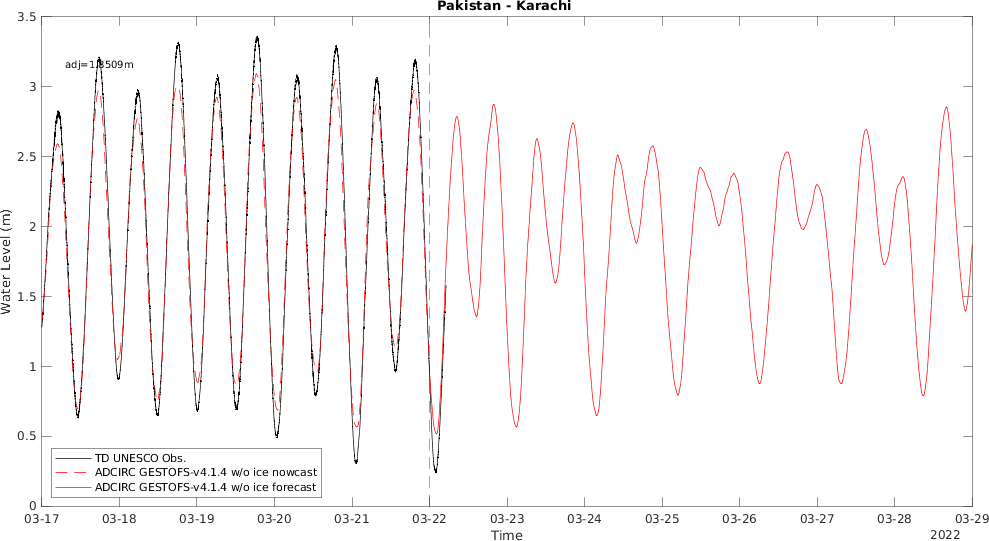 Pakistan - Karachi
3.5
3
2.5
2
1.5
1
0.5
0
Water Level (m)
adj=1.8509m
TD UNESCO Obs.
ADCIRC GESTOFS-v4.1.4 w/o ice nowcast
ADCIRC GESTOFS-v4.1.4 w/o ice forecast
03-17 03-18 03-19 03-20 03-21 03-22 03-23 03-24 03-25 03-26 03-27 03-28 03-29
Time
2022